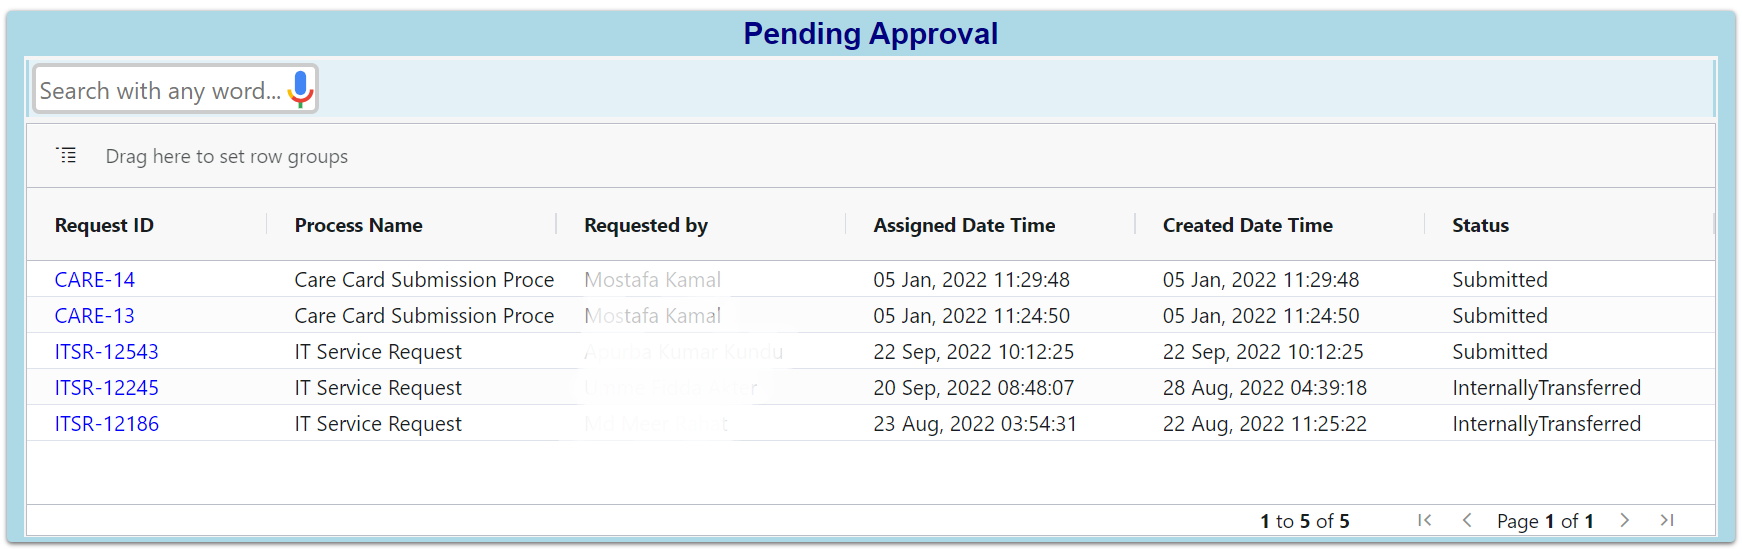 Pending Approval
Search with any word...
Drag here to set row groups
Request ID Process Name Requested by Assigned Date Time Created Date Time Status
CARE-14 Care Card Submission Proce Mostafa Kamal 05 Jan, 2022 11:29:48 05 Jan, 2022 11:29:48 Submitted
CARE-13 Care Card Submission Proce Mostafa Kamal 05 Jan, 2022 11:24:50 05 Jan, 2022 11:24:50 Submitted
ITSR-12543 IT Service Request Kumar Kundu 22 Sep, 2022 10:12:25 22 Sep, 2022 10:12:25 Submitted
ITSR-12245 IT Service Request 20 Sep, 2022 08:48:07 28 Aug, 2022 04:39:18 InternallyTransferred
ITSR-12186 IT Service Request 23 Aug, 2022 03:54:31 22 Aug, 2022 11:25:22 InternallyTransferred
1 to 5 of 5 Page 1 of 1